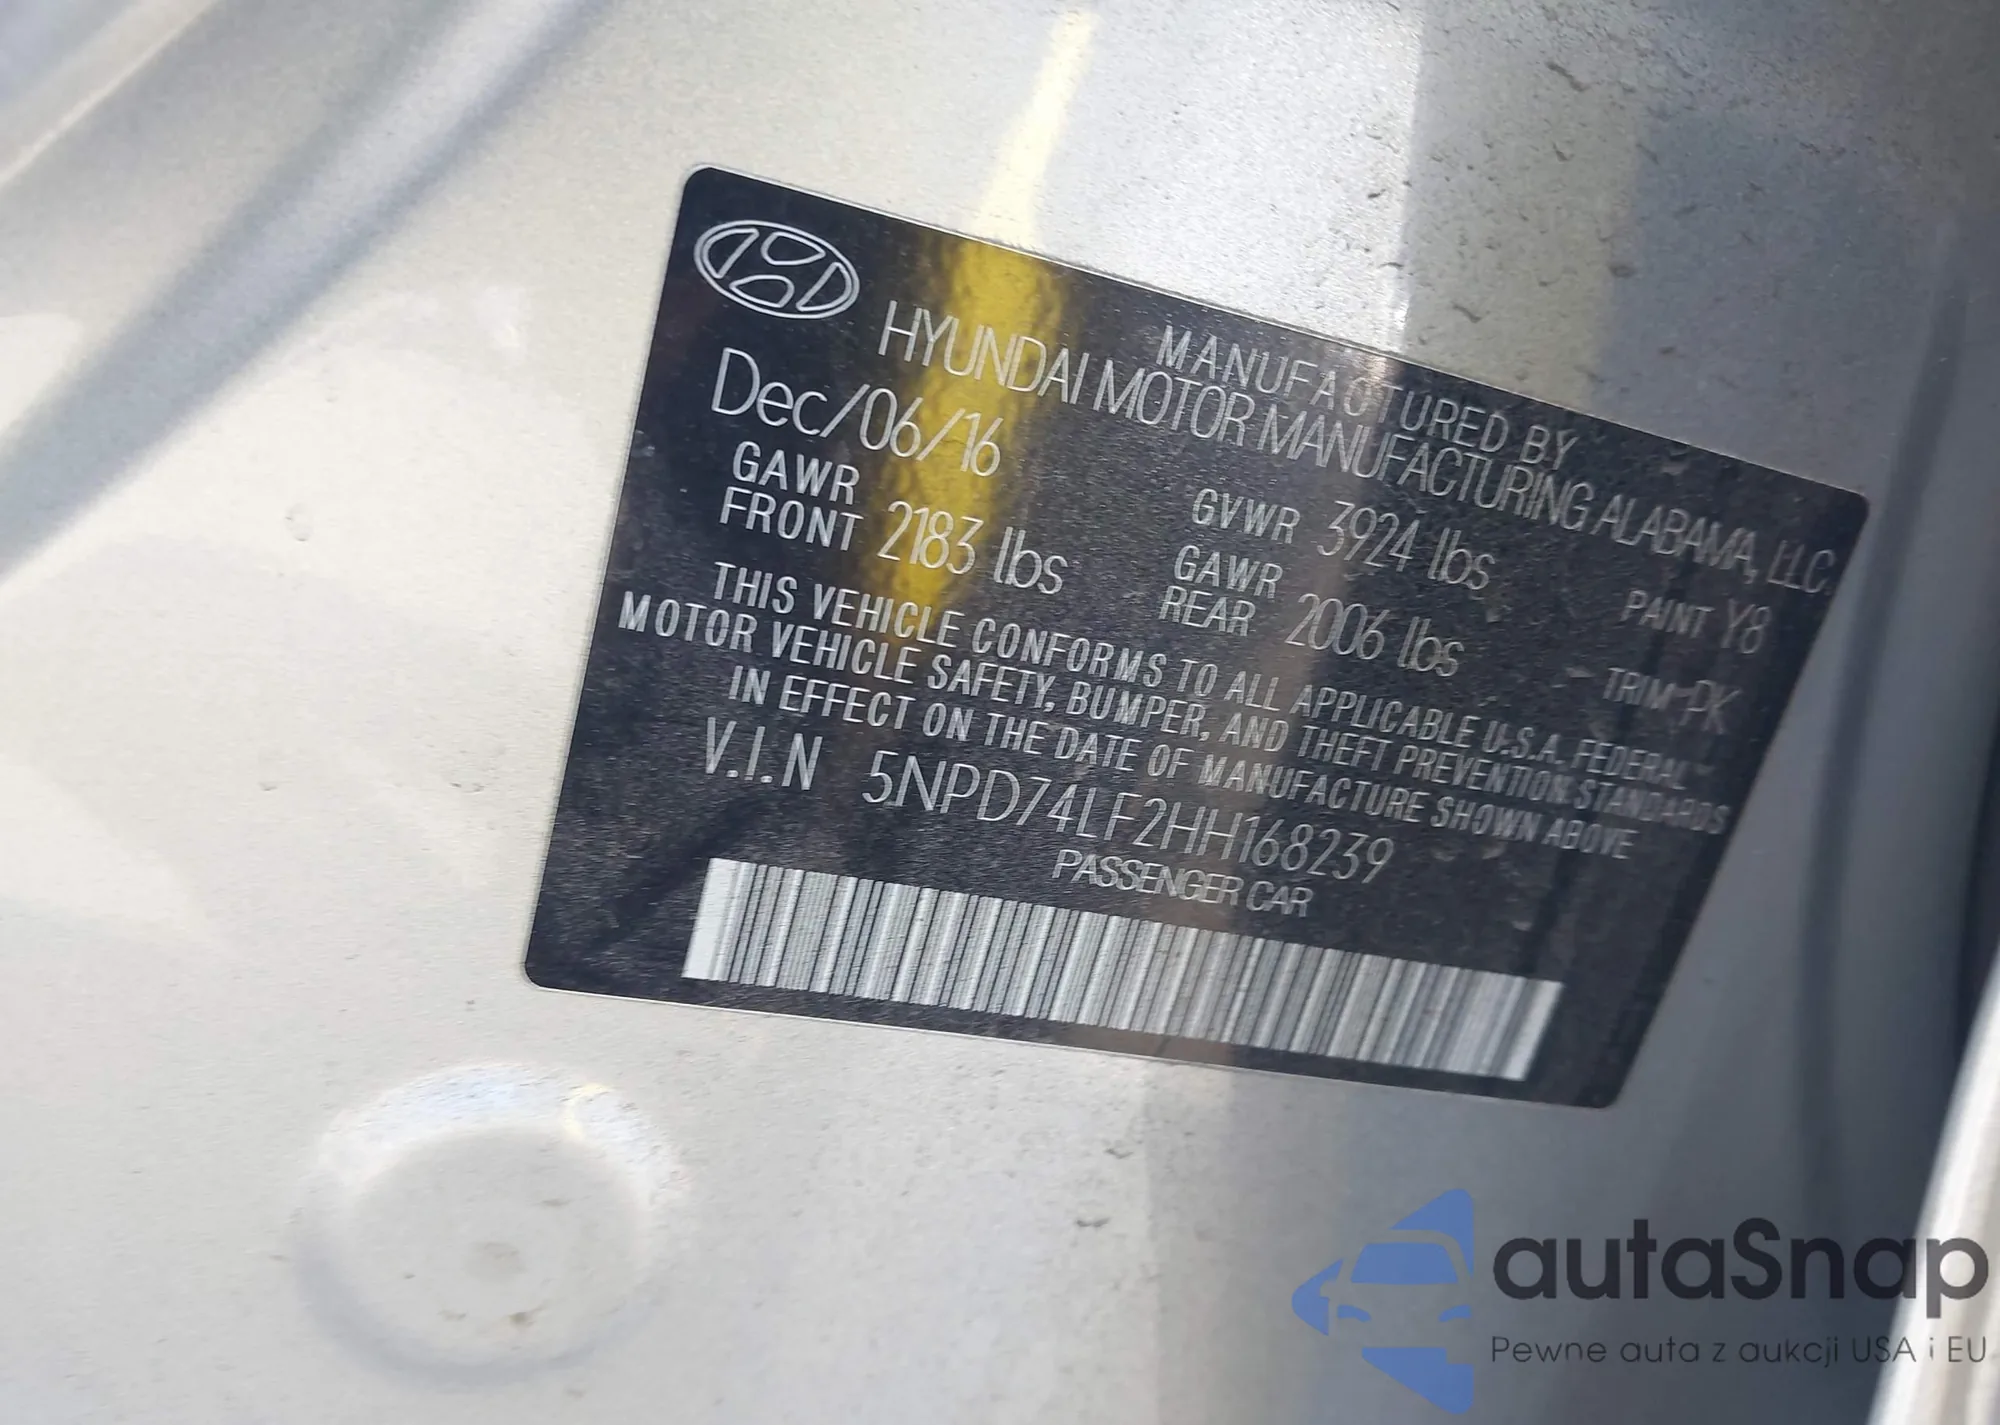 MANUFACTURED BY
HYUNDAI MOTOR MANUFACTURING ALABAMA, LLC
Dec/06/16
GVWR 3924 lbs
PAINT Y8
GAWR FRONT 2183 lbs
GAWR REAR 2006 lbs
TRIM PK
THIS VEHICLE CONFORMS TO ALL APPLICABLE U.S.A. FEDERAL
MOTOR VEHICLE SAFETY, BUMPER, AND THEFT PREVENTION STANDARDS
IN EFFECT ON THE DATE OF MANUFACTURE SHOWN ABOVE
V.I.N 5NPD74LF2HH168239
PASSENGER CAR
autaSnap
Pewne auta z aukcji USA i EU